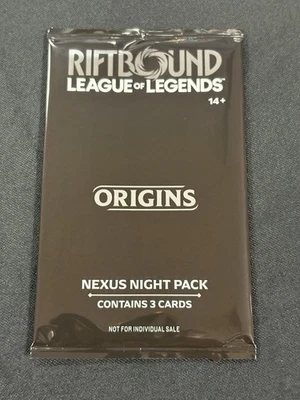 RIFTBOUND
LEAGUE OF LEGENDS
14+
ORIGINS
NEXUS NIGHT PACK
CONTAINS 3 CARDS
NOT FOR INDIVIDUAL SALE